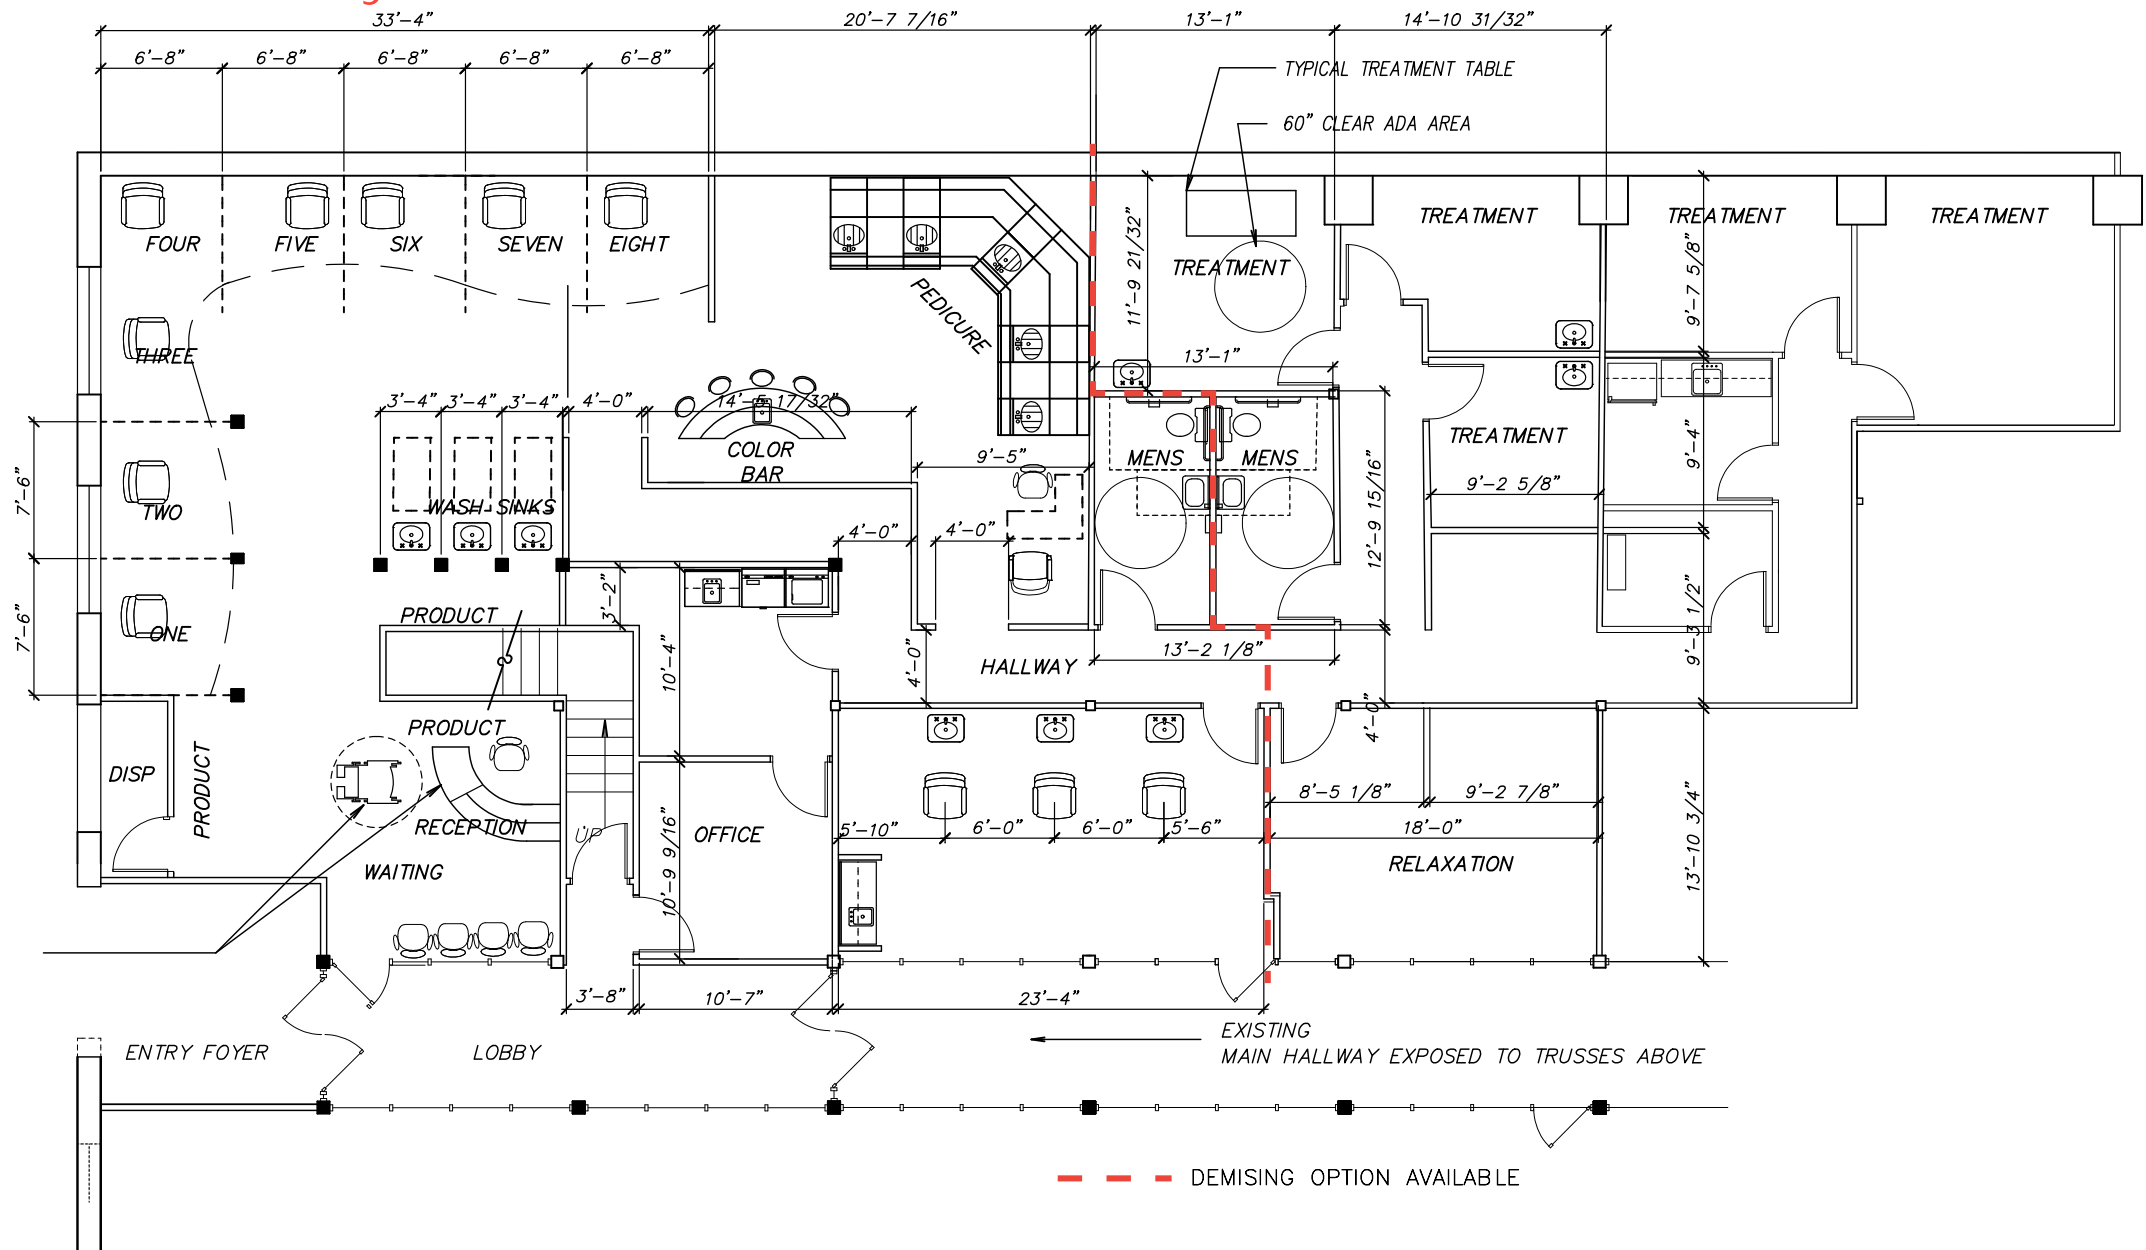 33'-4"
20'-7 7/16"
13'-1"
14'-10 31/32"
6'-8"
6'-8"
6'-8"
6'-8"
6'-8"
TYPICAL TREATMENT TABLE
60" CLEAR ADA AREA
FOUR
FIVE
SIX
SEVEN
EIGHT
TREATMENT
TREATMENT
TREATMENT
TREATMENT
11'-9 21/32"
9'-7 5/8"
PEDICURE
THREE
13'-1"
3'-4"
3'-4"
3'-4"
4'-0"
14'-5 17/32"
COLOR
BAR
9'-5"
MENS
MENS
TREATMENT
9'-4"
7'-6"
TWO
WASH SINKS
9'-2 5/8"
4'-0"
4'-0"
12'-9 15/16"
7'-6"
ONE
PRODUCT
3'-2"
10'-4"
4'-0"
HALLWAY
13'-2 1/8"
9'-3 1/2"
4'-0"
PRODUCT
DISP
PRODUCT
RECEPTION
UP
OFFICE
10'-9 9/16"
5'-10"
6'-0"
6'-0"
5'-6"
8'-5 1/8"
9'-2 7/8"
18'-0"
RELAXATION
13'-10 3/4"
WAITING
3'-8"
10'-7"
23'-4"
ENTRY FOYER
LOBBY
EXISTING
MAIN HALLWAY EXPOSED TO TRUSSES ABOVE
DEMISING OPTION AVAILABLE